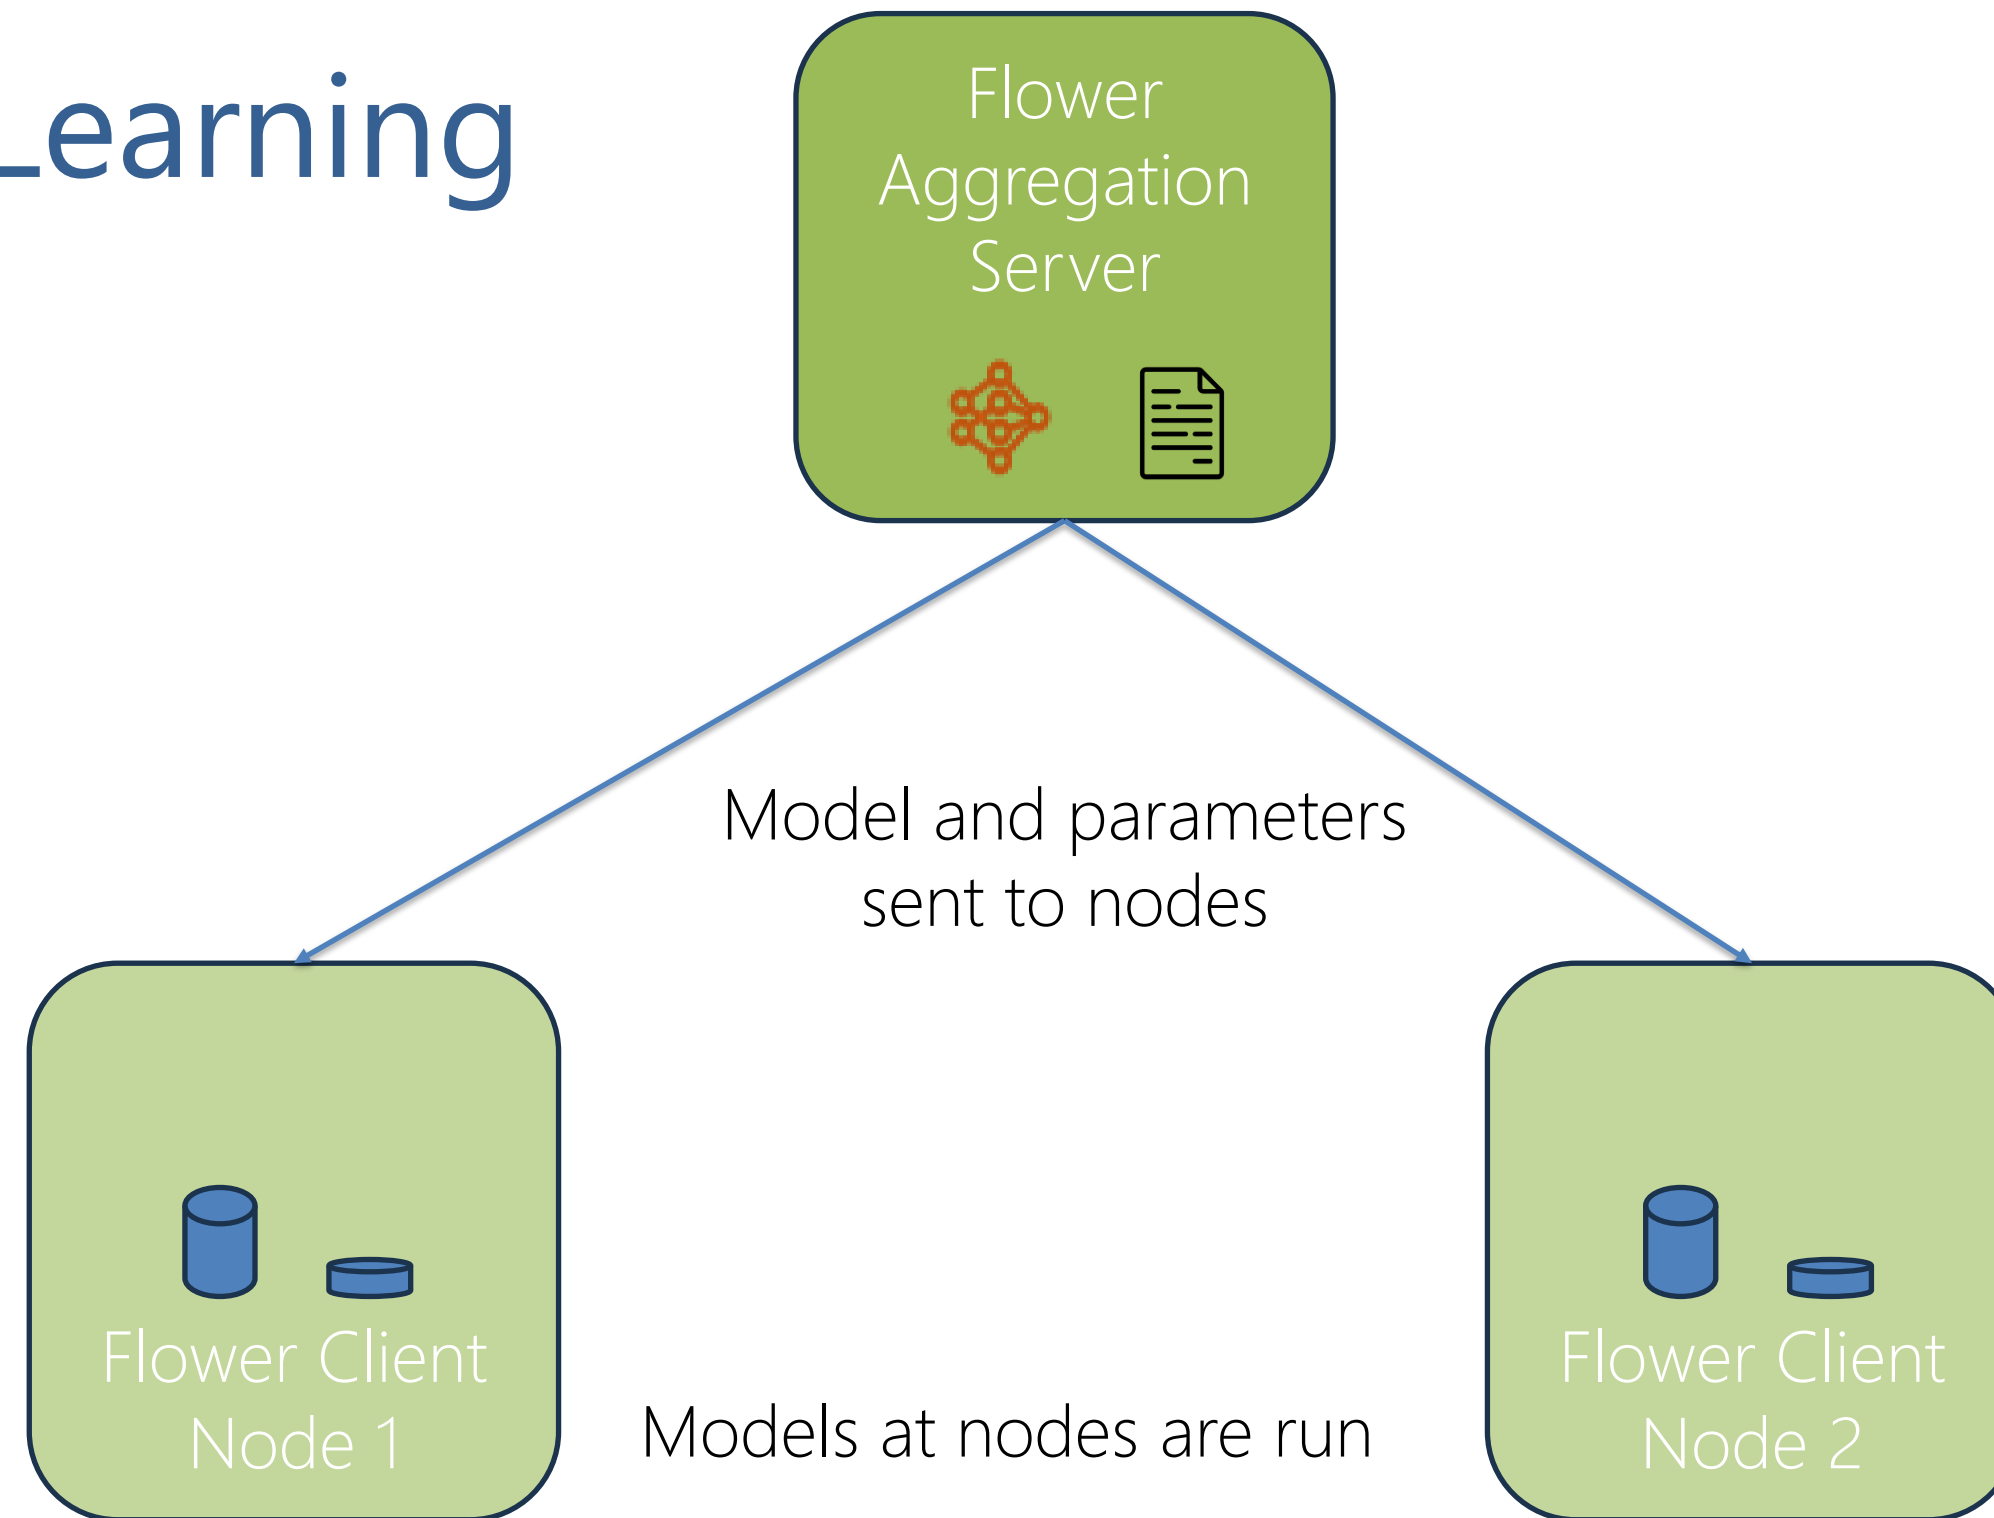 Learning
Flower
Aggregation
Server
Model and parameters
sent to nodes
Flower Client
Node 1
Models at nodes are run
Flower Client
Node 2